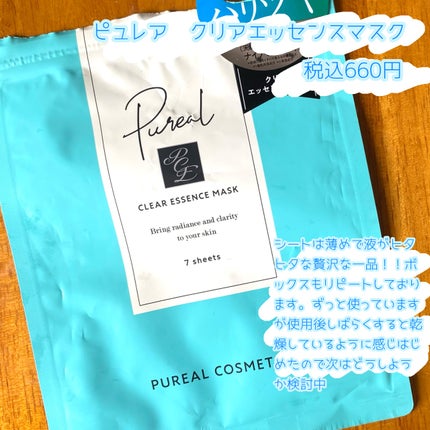 ピュレア　クリアエッセンスマスク
税込660円
Pureal
PCE
CLEAR ESSENCE MASK
Bring radiance and clarity
to your skin
7 sheets
シートは薄めで液がヒタ
ヒタな贅沢な一品！！ボ
ックスもリピートしており
ます。ずっと使っています
が使用後しばらくすると乾
燥しているように感じはじ
めたので次はどうしよう
か検討中
PUREAL COSMET